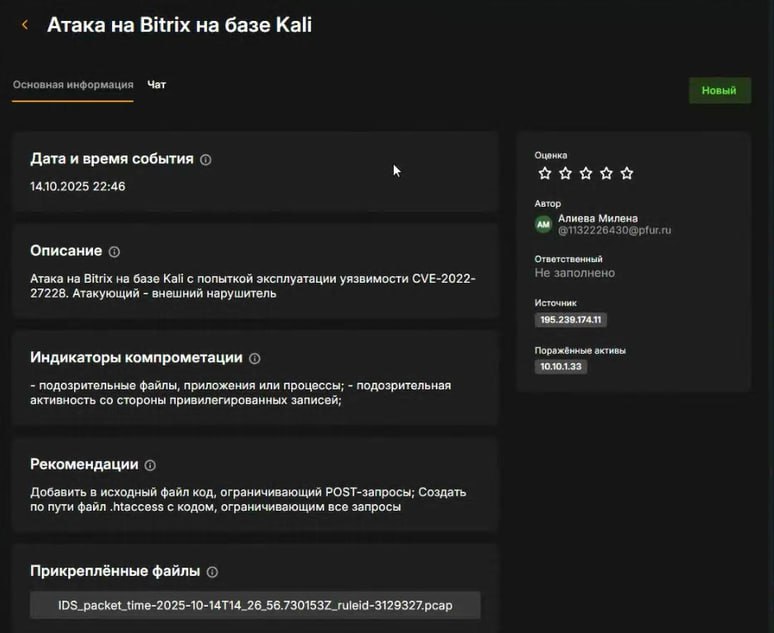 Атака на Bitrix на базе Kali
Основная информация
Чат
Новый
Дата и время события
14.10.2025 22:46
Описание
Атака на Bitrix на базе Kali с попыткой эксплуатации уязвимости CVE-2022-
27228. Атакующий - внешний нарушитель
Индикаторы компрометации
- подозрительные файлы, приложения или процессы; - подозрительная
активность со стороны привилегированных записей;
Рекомендации
Добавить в исходный файл код, ограничивающий POST-запросы; Создать
по пути файл .htaccess с кодом, ограничивающим все запросы
Прикреплённые файлы
IDS_packet_time-2025-10-14T14_26_56.730153Z_ruleid-3129327.pcap
Оценка
Автор
АМ
Алиева Милена
@1132226430@pfur.ru
Ответственный
Не заполнено
Источник
195.239.174.11
Поражённые активы
10.10.1.33